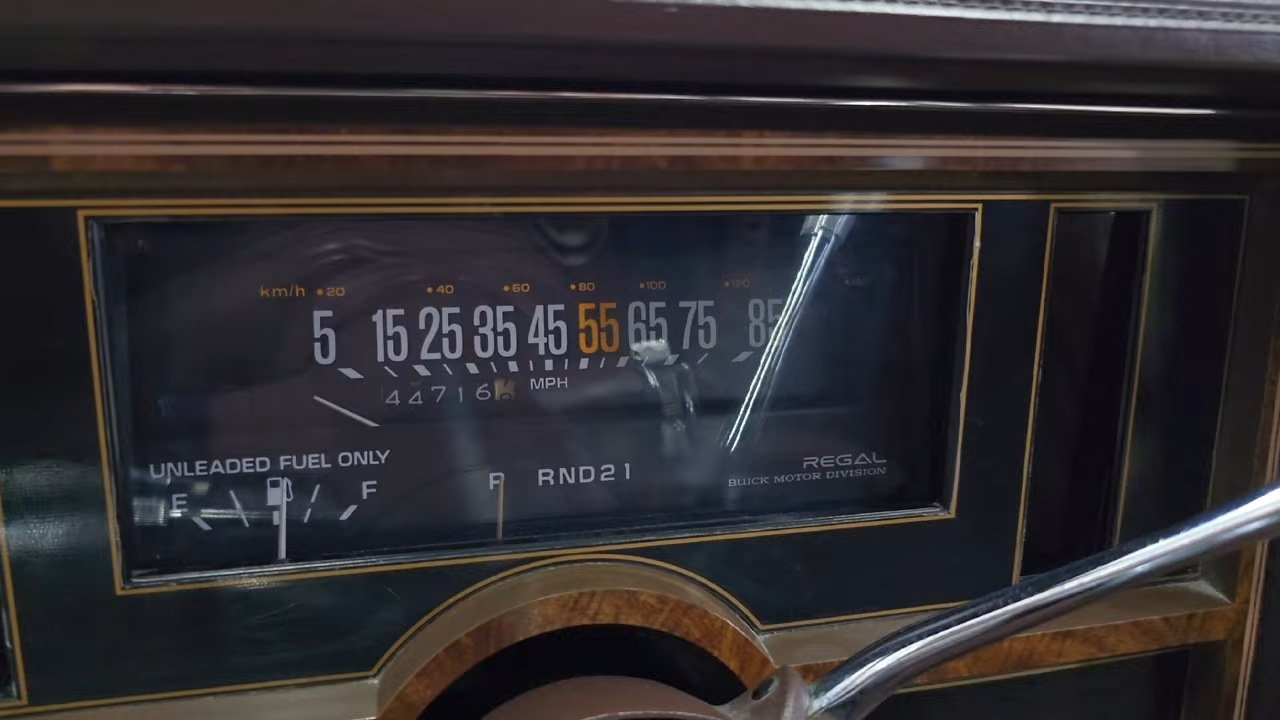 km/h •20 •40 •60 •80 •100 •120
5 15 25 35 45 55 65 75 85
44716
MPH
UNLEADED FUEL ONLY
E F
P RND21
REGAL
BUICK MOTOR DIVISION